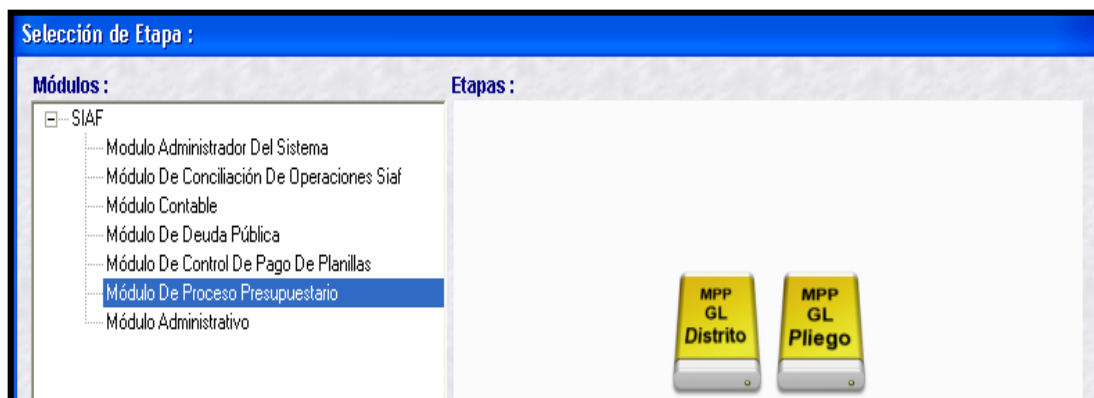 Selección de Etapa :
Módulos :
Etapas :
SIAF
Modulo Administrador Del Sistema
Módulo De Conciliación De Operaciones Siaf
Módulo Contable
Módulo De Deuda Pública
Módulo De Control De Pago De Planillas
Módulo De Proceso Presupuestario
Módulo Administrativo
MPP
GL
Distrito
MPP
GL
Pliego